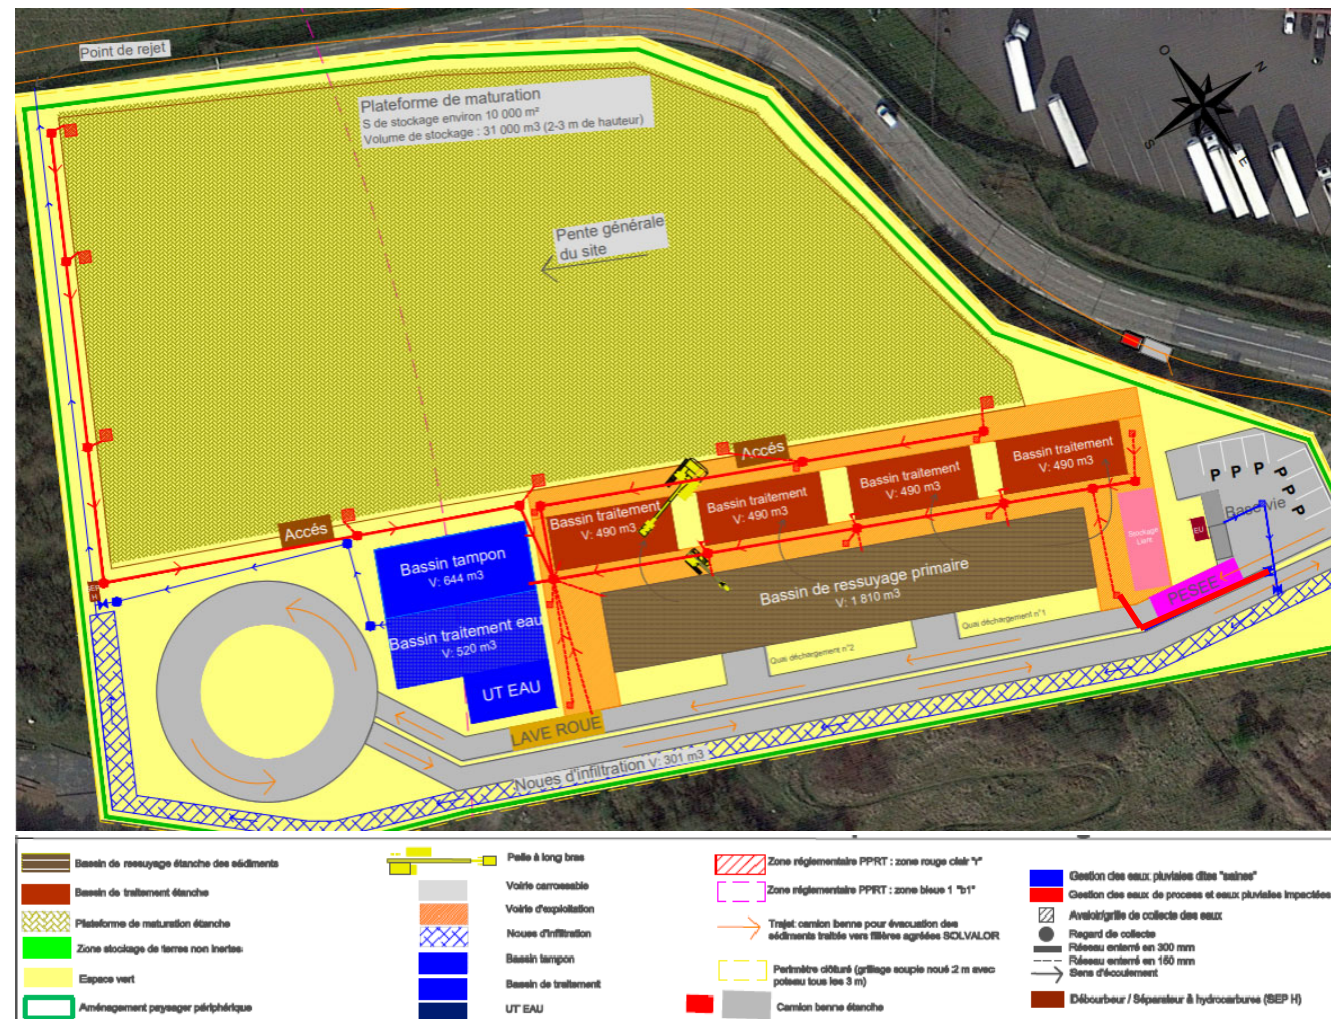 Point de rejet
Plateforme de maturation
S de stockage environ 10 000 m²
Volume de stockage : 31 000 m3 (2-3 m de hauteur)
O
N
S
E
Pente générale
du site
Accés
Bassin traitement
V: 490 m3
Bassin traitement
V: 490 m3
Bassin traitement
V: 490 m3
Bassin traitement
V: 490 m3
Accés
Bassin tampon
V: 644 m3
Bassin traitement eau
V: 520 m3
UT EAU
Bassin de ressuyage primaire
V: 1 810 m3
Quai déchargement n°1
Quai déchargement n°2
LAVE ROUE
Noues d'infiltration V: 301 m3
Stockage
EU
Base vie
P P P
P
P
P
PESEE
SEP
H
Bassin de ressuyage étanche des sédiments
Bassin de traitement étanche
Plateforme de maturation étanche
Zone stockage de terres non inertes
Espace vert
Aménagement paysager périphérique
Pelle à long bras
Voirie carrossable
Voirie d'exploitation
Noues d'infiltration
Bassin tampon
Bassin de traitement
UT EAU
Zone réglementaire PPRT : zone rouge clair "r"
Zone réglementaire PPRT : zone bleue 1 "b1"
Trajet camion benne pour évacuation des
sédiments traités vers filières agréées SOLVALOR
Perimètre clôturé (grillage souple noué 2 m avec
poteau tous les 3 m)
Camion benne étanche
Gestion des eaux pluviales dites "saines"
Gestion des eaux de process et eaux pluviales impactées
Avaloir/grille de collecte des eaux
Regard de collecte
Réseau enterré en 300 mm
Réseau enterré en 150 mm
Sens d'écoulement
Débourbeur / Séparateur à hydrocarbures (SEP H)